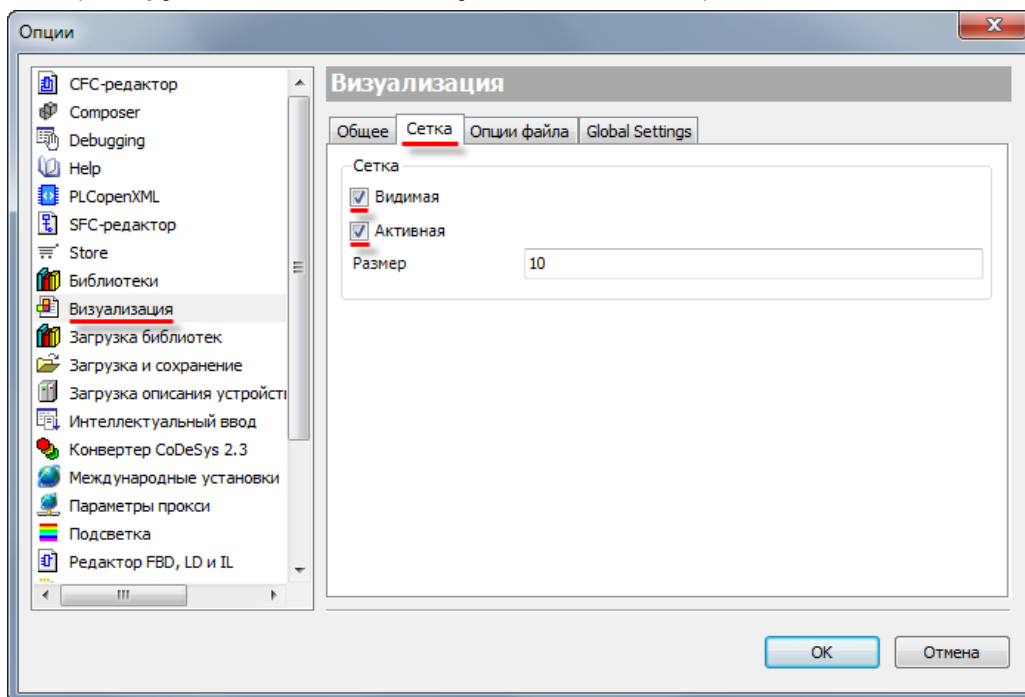 Опции
CFC-редактор
Composer
Debugging
Help
PLCopenXML
SFC-редактор
Store
Библиотеки
Визуализация
Загрузка библиотек
Загрузка и сохранение
Загрузка описания устройст
Интеллектуальный ввод
Конвертер CoDeSys 2.3
Международные установки
Параметры прокси
Подсветка
Редактор FBD, LD и IL
Визуализация
Общее Сетка Опции файла Global Settings
Сетка
Видимая
Активная
Размер 10
OK Отмена